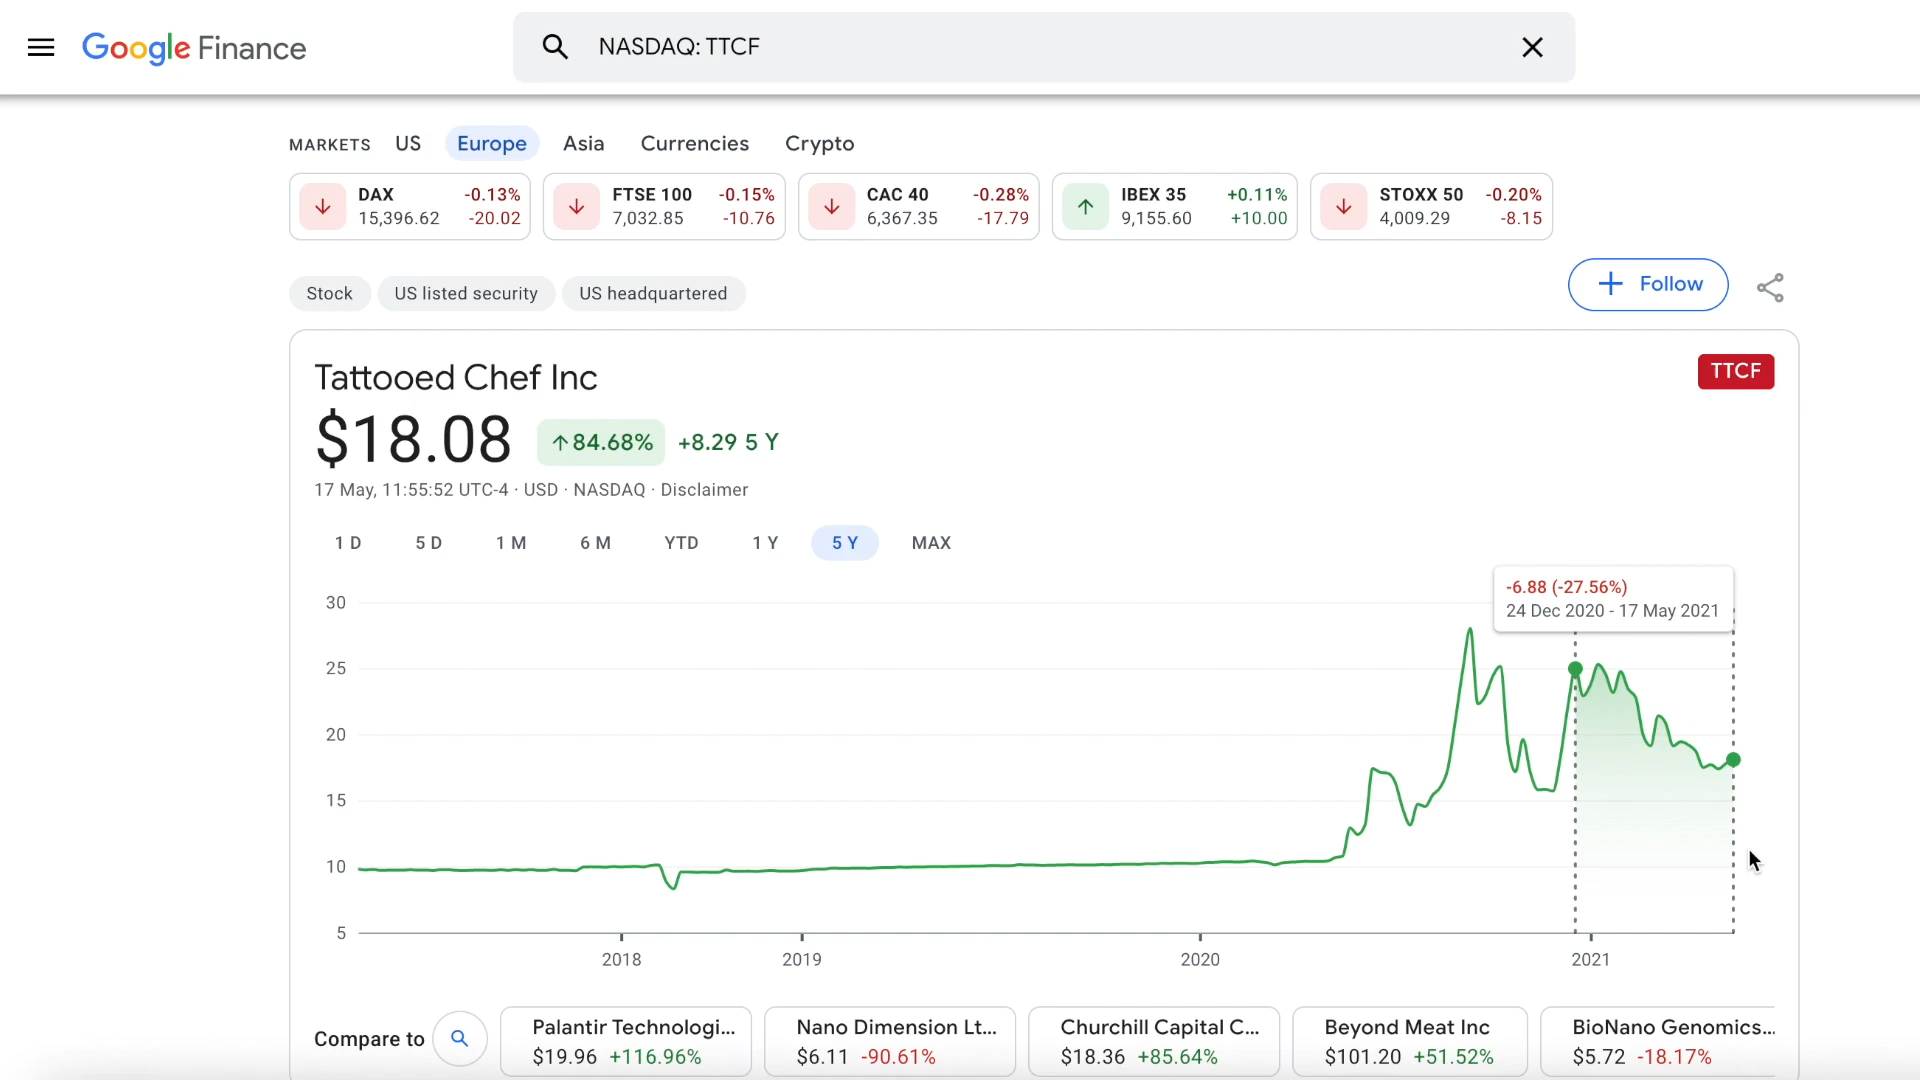 Google Finance
NASDAQ: TTCF
MARKETS US Europe Asia Currencies Crypto
DAX -0.13%
15,396.62 -20.02
FTSE 100 -0.15%
7,032.85 -10.76
CAC 40 -0.28%
6,367.35 -17.79
IBEX 35 +0.11%
9,155.60 +10.00
STOXX 50 -0.20%
4,009.29 -8.15
Stock US listed security US headquartered
Follow
Tattooed Chef Inc
TTCF
$18.08 84.68% +8.29 5 Y
17 May, 11:55:52 UTC-4 · USD · NASDAQ · Disclaimer
1 D 5 D 1 M 6 M YTD 1 Y 5 Y MAX
-6.88 (-27.56%)
24 Dec 2020 - 17 May 2021
30
25
20
15
10
5
2018 2019 2020 2021
Compare to
Palantir Technologi...
$19.96 +116.96%
Nano Dimension Lt...
$6.11 -90.61%
Churchill Capital C...
$18.36 +85.64%
Beyond Meat Inc
$101.20 +51.52%
BioNano Genomics...
$5.72 -18.17%